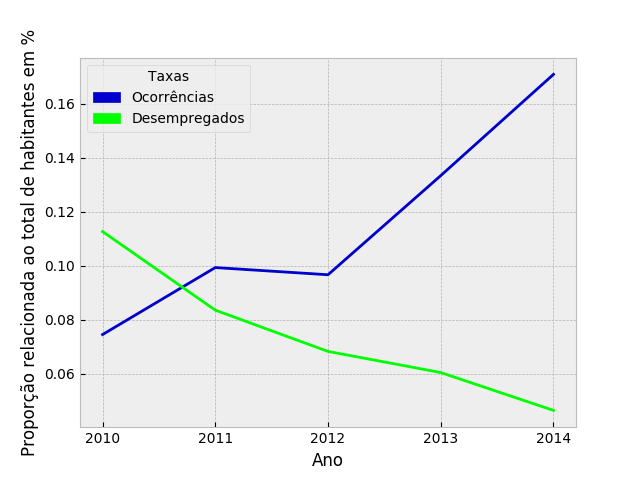 Proporção relacionada ao total de habitantes em %
Taxas
Ocorrências
Desempregados
0.16
0.14
0.12
0.10
0.08
0.06
2010 2011 2012 2013 2014
Ano